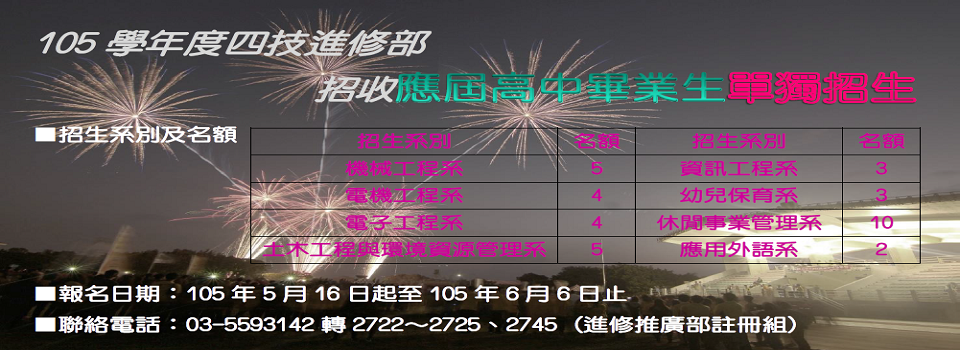 105 學年度四技進修部
招收應屆高中畢業生單獨招生
■招生系別及名額
招生系別 名額 招生系別 名額
機械工程系 5 資訊工程系 3
電機工程系 4 幼兒保育系 3
電子工程系 4 休閒事業管理系 10
土木工程與環境資源管理系 5 應用外語系 2
■報名日期：105 年 5 月 16 日起至 105 年 6 月 6 日止
■聯絡電話：03-5593142 轉 2722～2725、2745（進修推廣部註冊組）